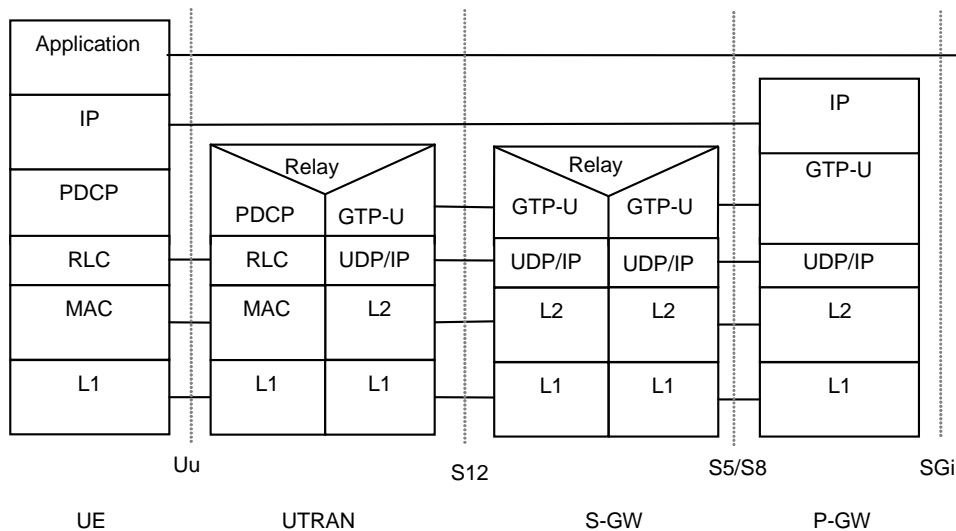 Application
IP
IP
Relay
Relay
PDCP
GTP-U
PDCP
GTP-U
GTP-U
GTP-U
RLC
RLC
UDP/IP
UDP/IP
UDP/IP
UDP/IP
MAC
MAC
L2
L2
L2
L2
L1
L1
L1
L1
L1
L1
Uu
S12
S5/S8
SGi
UE
UTRAN
S-GW
P-GW